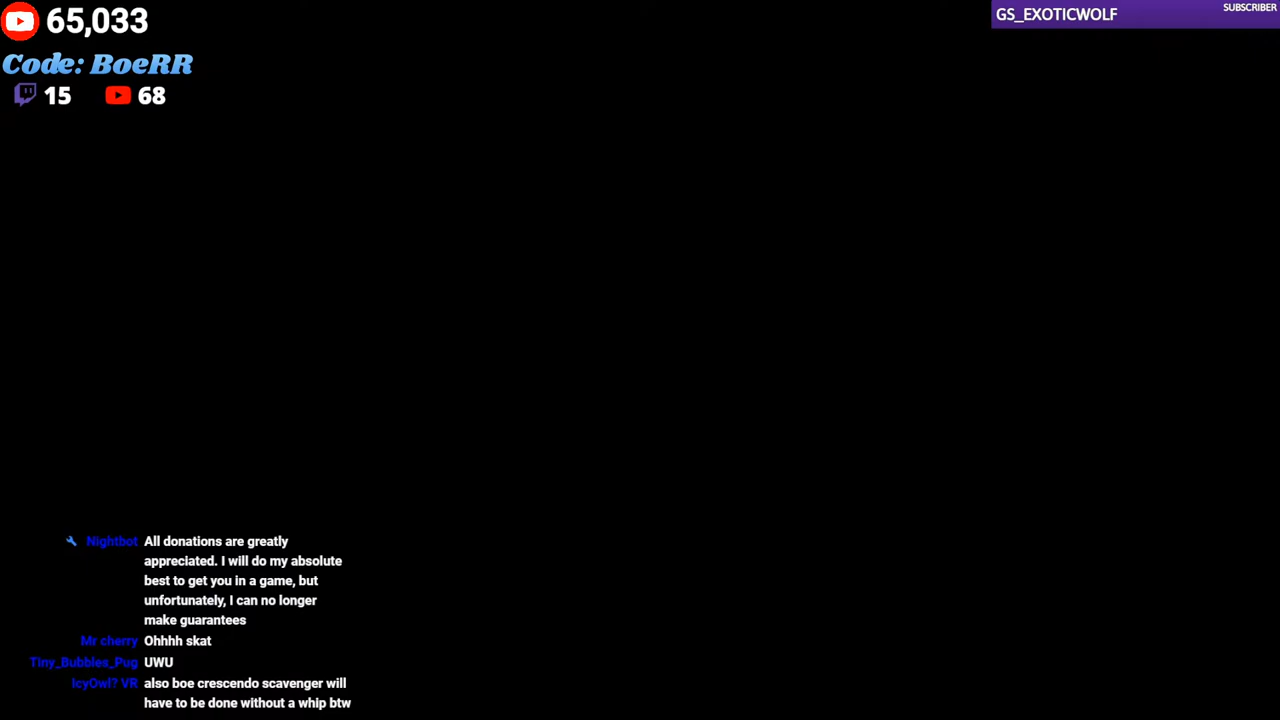 65,033
GS_EXOTICWOLF
SUBSCRIBER
Code: BoeRR
15
68
Nightbot All donations are greatly
appreciated. I will do my absolute
best to get you in a game, but
unfortunately, I can no longer
make guarantees
Mr cherry Ohhhh skat
Tiny_Bubbles_Pug UWU
IcyOwl? VR also boe crescendo scavenger will
have to be done without a whip btw